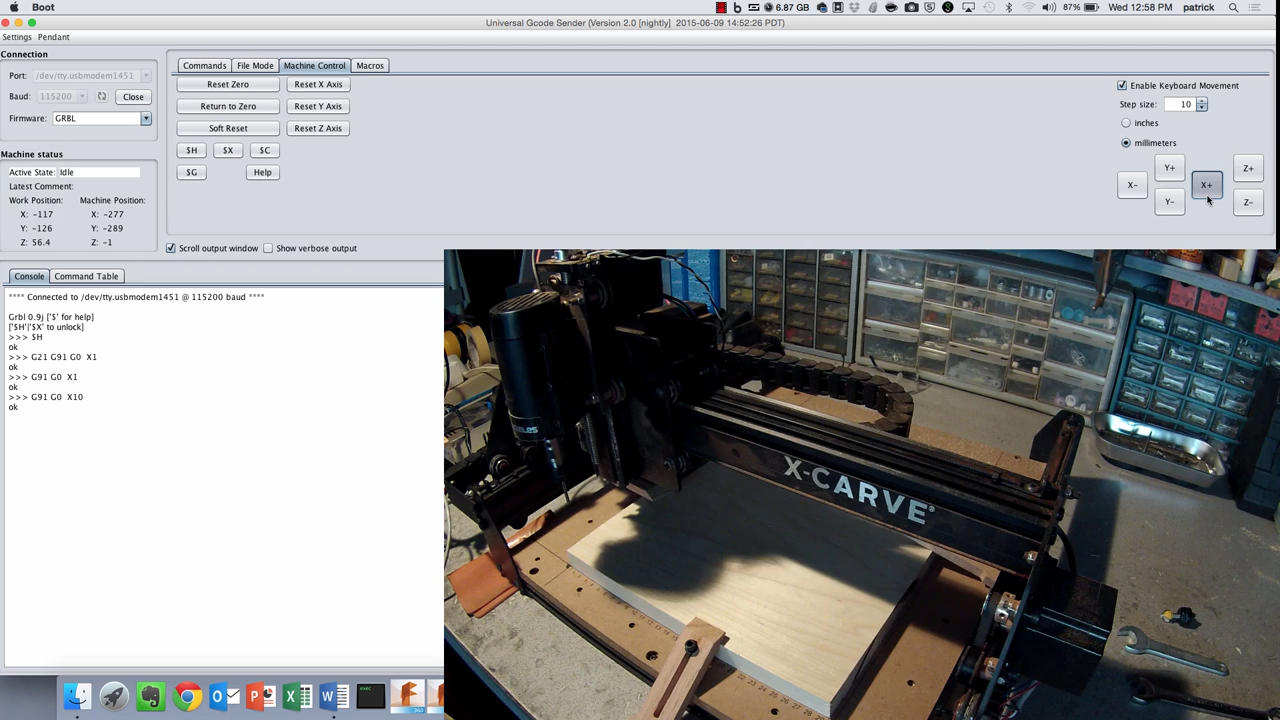 Boot
6.87 GB
87%
Wed 12:58 PM
patrick
Universal Gcode Sender (Version 2.0 [nightly] 2015-06-09 14:52:26 PDT)
Settings Pendant
Connection
Port: /dev/tty.usbmodem1451
Baud: 115200
Close
Firmware: GRBL
Machine status
Active State: Idle
Latest Comment:
Work Position: Machine Position:
X: -117 X: -277
Y: -126 Y: -289
Z: 56.4 Z: -1
Commands File Mode Machine Control Macros
Reset Zero Reset X Axis
Return to Zero Reset Y Axis
Soft Reset Reset Z Axis
$H $X $C
$G Help
Scroll output window Show verbose output
Enable Keyboard Movement
Step size: 10
inches
millimeters
Y+ Z+
X- X+
Y- Z-
Console Command Table
**** Connected to /dev/tty.usbmodem1451 @ 115200 baud ****
Grbl 0.9j ['$' for help]
['$H'|'$X' to unlock]
>>> $H
ok
>>> G21 G91 G0  X1
ok
>>> G91 G0  X1
ok
>>> G91 G0  X10
ok
X-CARVE®